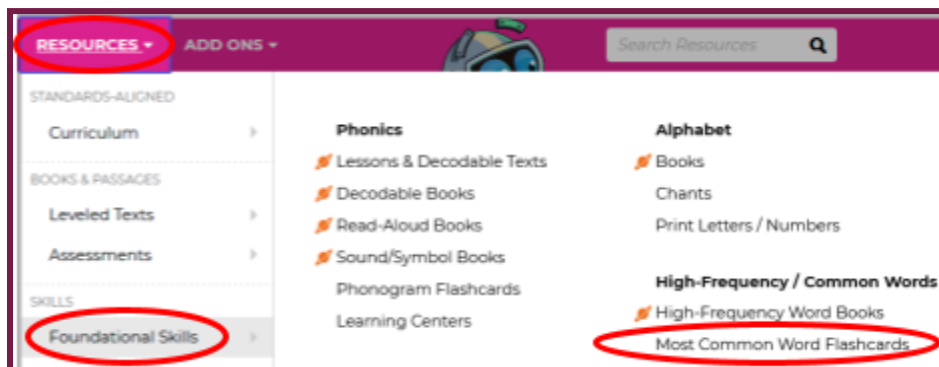 RESOURCES ADD ONS Search Resources
STANDARDS-ALIGNED
Curriculum
BOOKS & PASSAGES
Leveled Texts
Assessments
SKILLS
Foundational Skills
Phonics
Lessons & Decodable Texts
Decodable Books
Read-Aloud Books
Sound/Symbol Books
Phonogram Flashcards
Learning Centers
Alphabet
Books
Chants
Print Letters / Numbers
High-Frequency / Common Words
High-Frequency Word Books
Most Common Word Flashcards